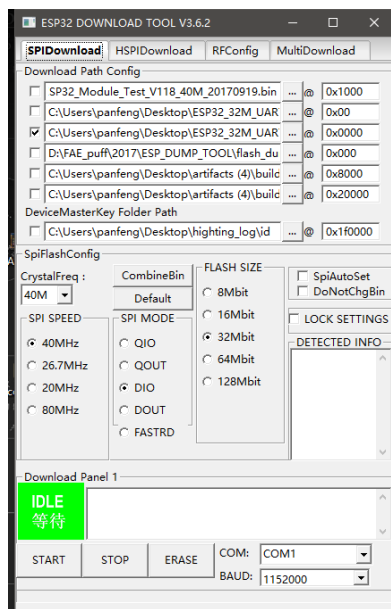 ESP32 DOWNLOAD TOOL V3.6.2
SPIDownload HSPIDownload RFConfig MultiDownload
Download Path Config
SP32_Module_Test_V118_40M_20170919.bin ... @ 0x1000
C:\Users\panfeng\Desktop\ESP32_32M_UAR ... @ 0x00
C:\Users\panfeng\Desktop\ESP32_32M_UAR ... @ 0x0000
D:\FAE_puff\2017\ESP_DUMP_TOOL\flash_du ... @ 0x000
C:\Users\panfeng\Desktop\artifacts (4)\build ... @ 0x8000
C:\Users\panfeng\Desktop\artifacts (4)\build ... @ 0x20000
DeviceMasterKey Folder Path
C:\Users\panfeng\Desktop\highting_log\id ... @ 0x1f0000
SpiFlashConfig
CrystalFreq :
40M
CombineBin
Default
SPI SPEED
40MHz
26.7MHz
20MHz
80MHz
SPI MODE
QIO
QOUT
DIO
DOUT
FASTRD
FLASH SIZE
8Mbit
16Mbit
32Mbit
64Mbit
128Mbit
SpiAutoSet
DoNotChgBin
LOCK SETTINGS
DETECTED INFO
Download Panel 1
IDLE
等待
START STOP ERASE
COM: COM1
BAUD: 1152000